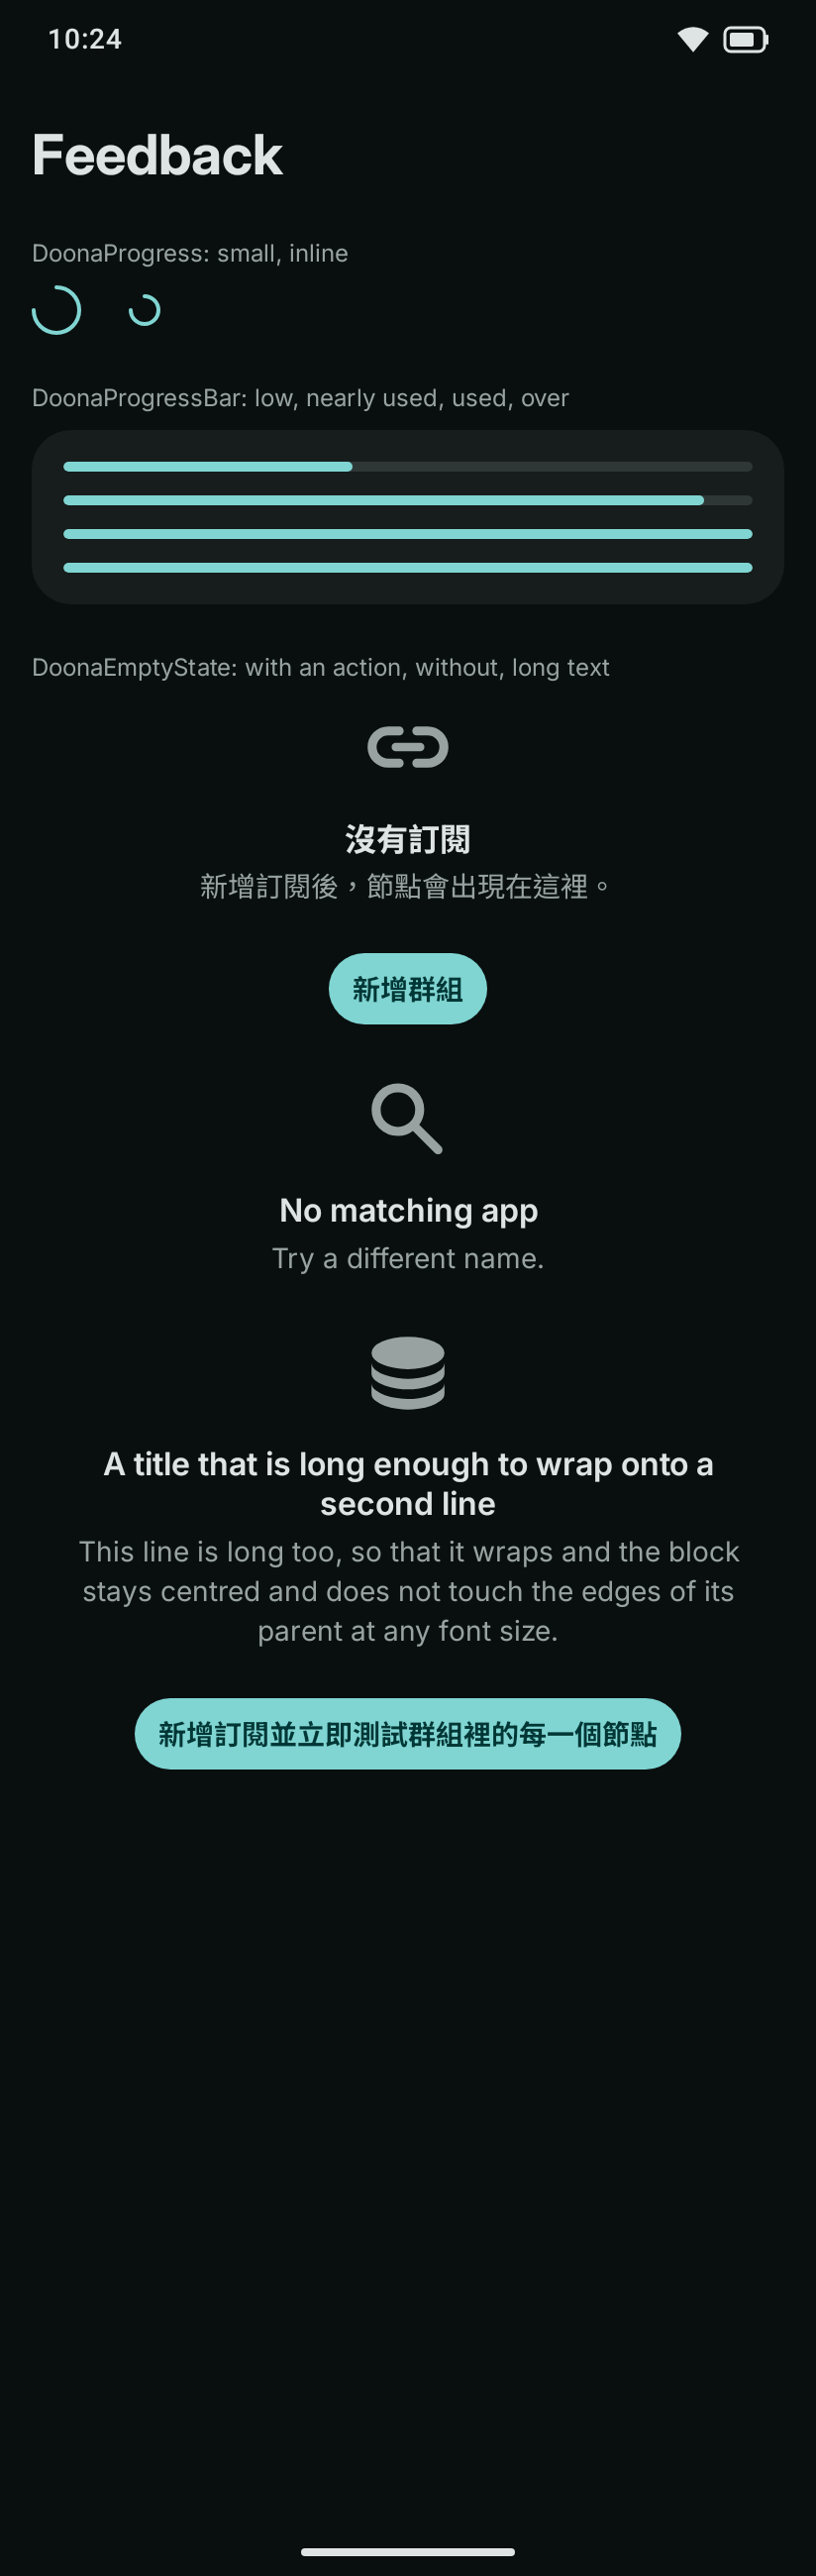 10:24
Feedback
DoonaProgress: small, inline
DoonaProgressBar: low, nearly used, used, over
DoonaEmptyState: with an action, without, long text
沒有訂閱
新增訂閱後，節點會出現在這裡。
新增群組
No matching app
Try a different name.
A title that is long enough to wrap onto a
second line
This line is long too, so that it wraps and the block
stays centred and does not touch the edges of its
parent at any font size.
新增訂閱並立即測試群組裡的每一個節點